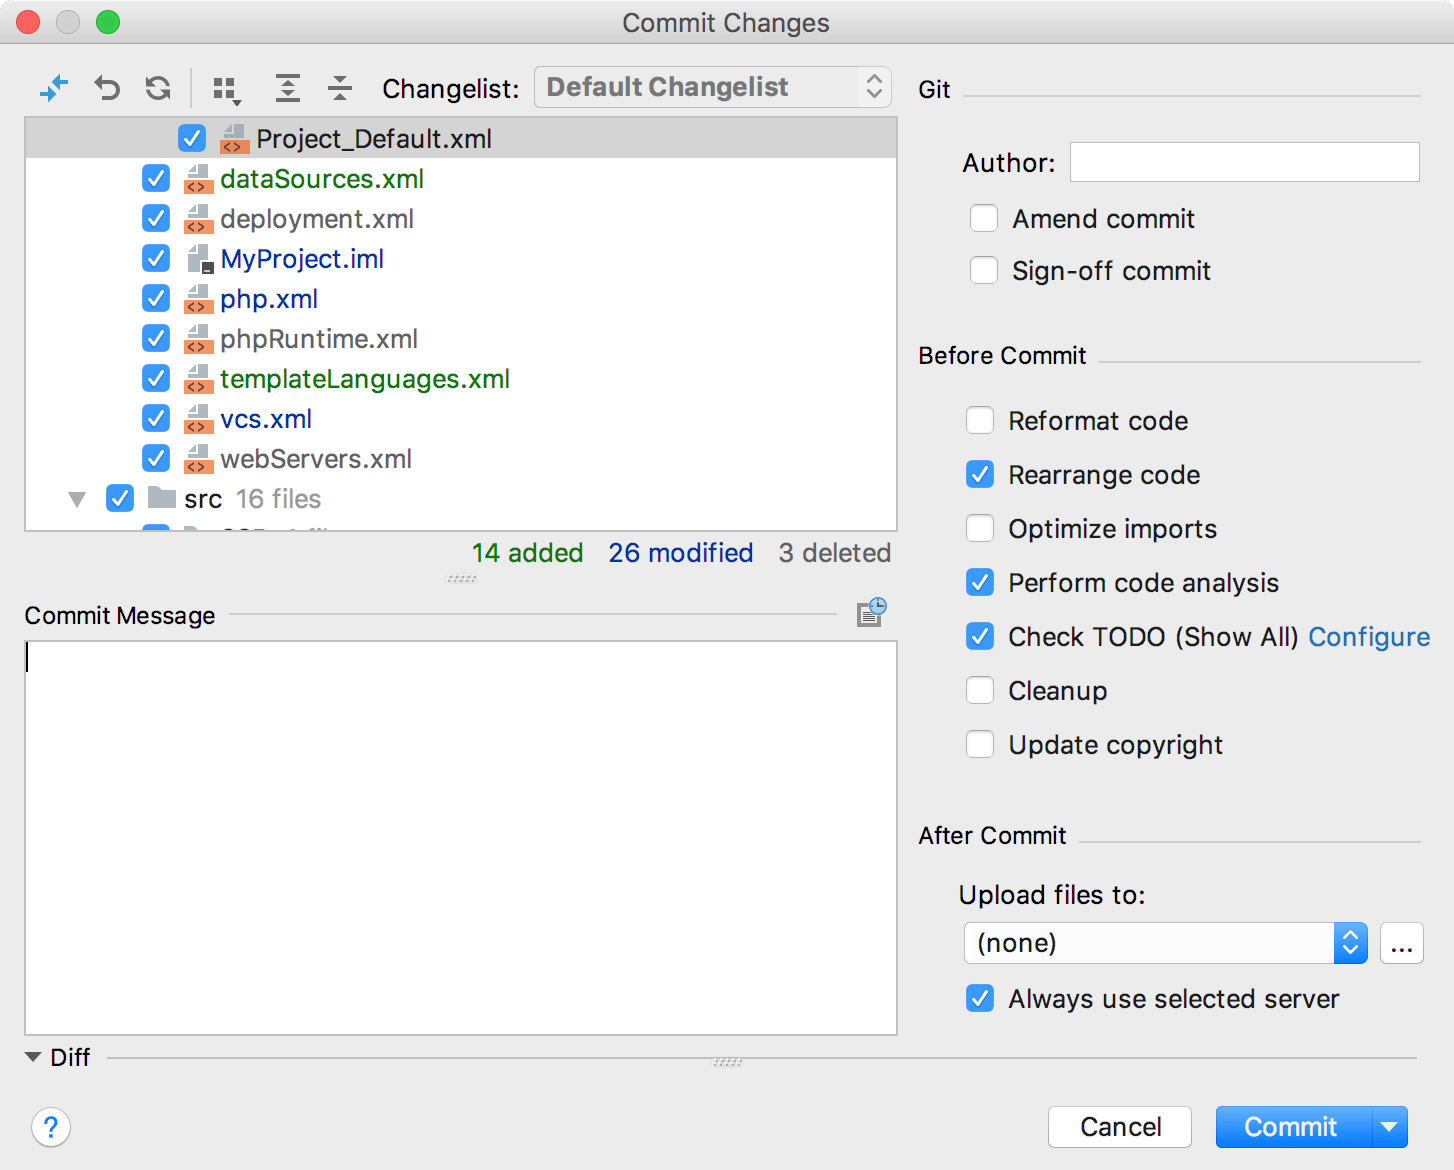 Commit Changes
Changelist: Default Changelist
Project_Default.xml
dataSources.xml
deployment.xml
MyProject.iml
php.xml
phpRuntime.xml
templateLanguages.xml
vcs.xml
webServers.xml
src 16 files
14 added 26 modified 3 deleted
Commit Message
Diff
Git
Author:
Amend commit
Sign-off commit
Before Commit
Reformat code
Rearrange code
Optimize imports
Perform code analysis
Check TODO (Show All) Configure
Cleanup
Update copyright
After Commit
Upload files to:
(none) ...
Always use selected server
? Cancel Commit